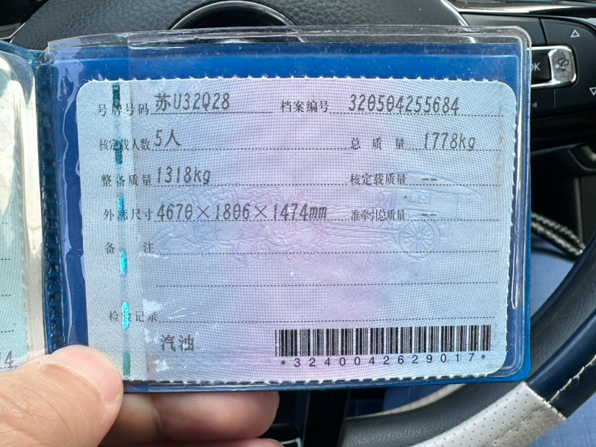 号牌号码 苏U32Q28 档案编号 320504255684
核定载人数 5人 总质量 1778kg
整备质量 1318kg 核定载质量 --
外廓尺寸 4670×1806×1474mm 准牵引总质量 --
备注
检验记录
汽油
*3240042629017*
OK